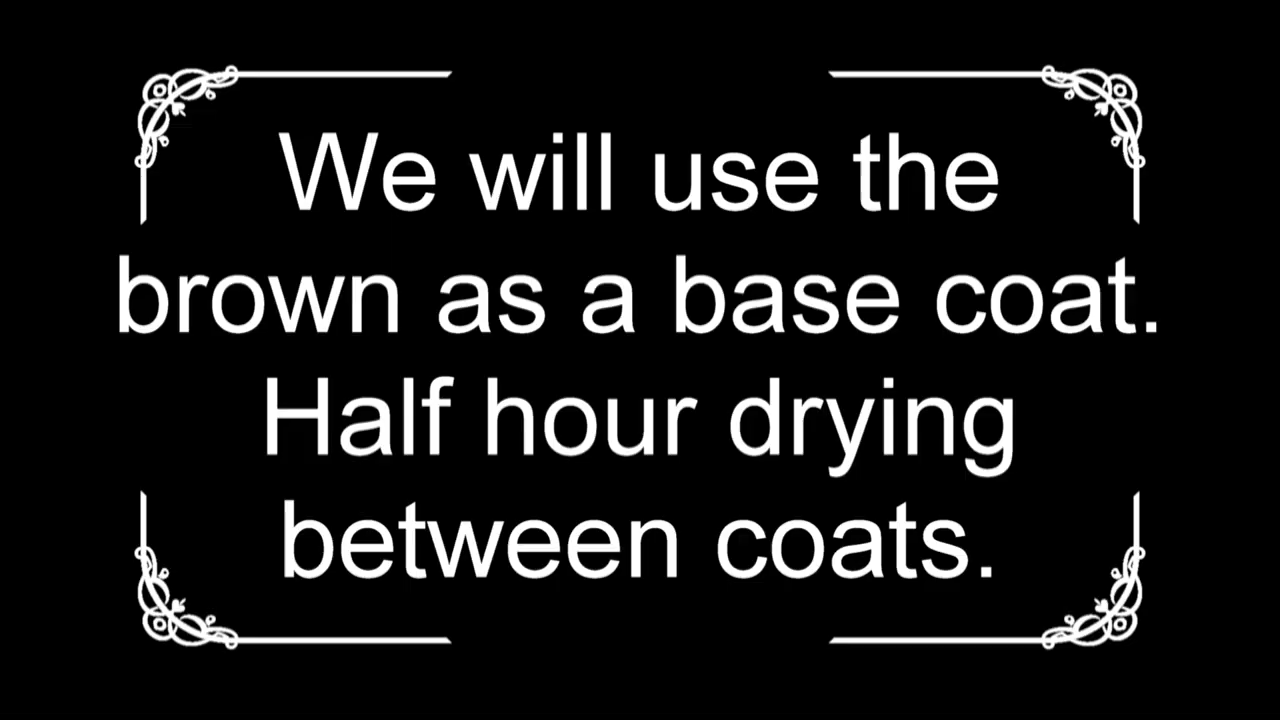 We will use the
brown as a base coat.
Half hour drying
between coats.